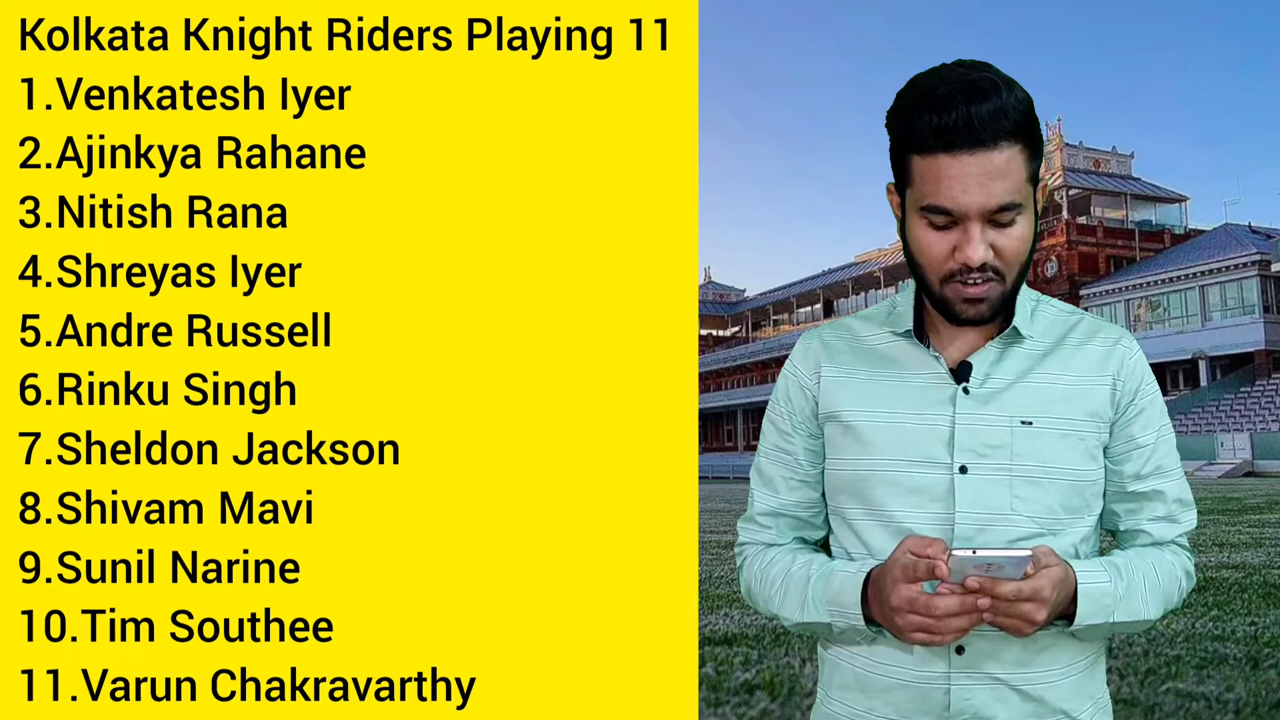 Kolkata Knight Riders Playing 11
1.Venkatesh Iyer
2.Ajinkya Rahane
3.Nitish Rana
4.Shreyas Iyer
5.Andre Russell
6.Rinku Singh
7.Sheldon Jackson
8.Shivam Mavi
9.Sunil Narine
10.Tim Southee
11.Varun Chakravarthy